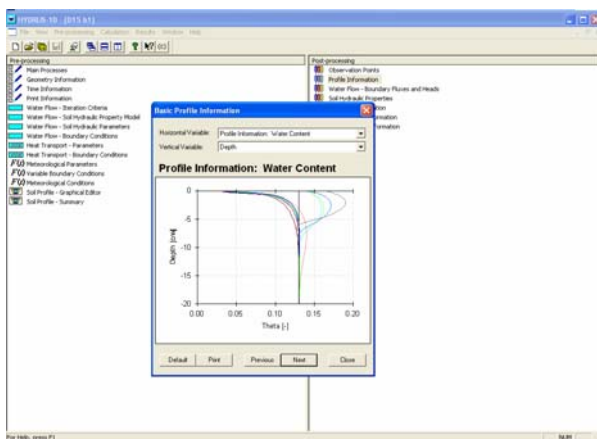 HYDRUS-1D - [D15 b1]
File View Pre-processing Calculation Results Window Help
Pre-processing
Main Processes
Geometry Information
Time Information
Print Information
Water Flow - Iteration Criteria
Water Flow - Soil Hydraulic Property Model
Water Flow - Soil Hydraulic Parameters
Water Flow - Boundary Conditions
Heat Transport - Parameters
Heat Transport - Boundary Conditions
Meteorological Parameters
Variable Boundary Conditions
Meteorological Conditions
Soil Profile - Graphical Editor
Soil Profile - Summary
Post-processing
Observation Points
Profile Information
Water Flow - Boundary Fluxes and Heads
Soil Hydraulic Properties
Basic Profile Information
Horizontal Variable
Profile Information: Water Content
Vertical Variable
Depth
Profile Information: Water Content
0
-5
-10
-15
-20
Depth [cm]
0.00 0.05 0.10 0.15 0.20
Theta [-]
Default Print Previous Next Close
For Help, press F1
NUM